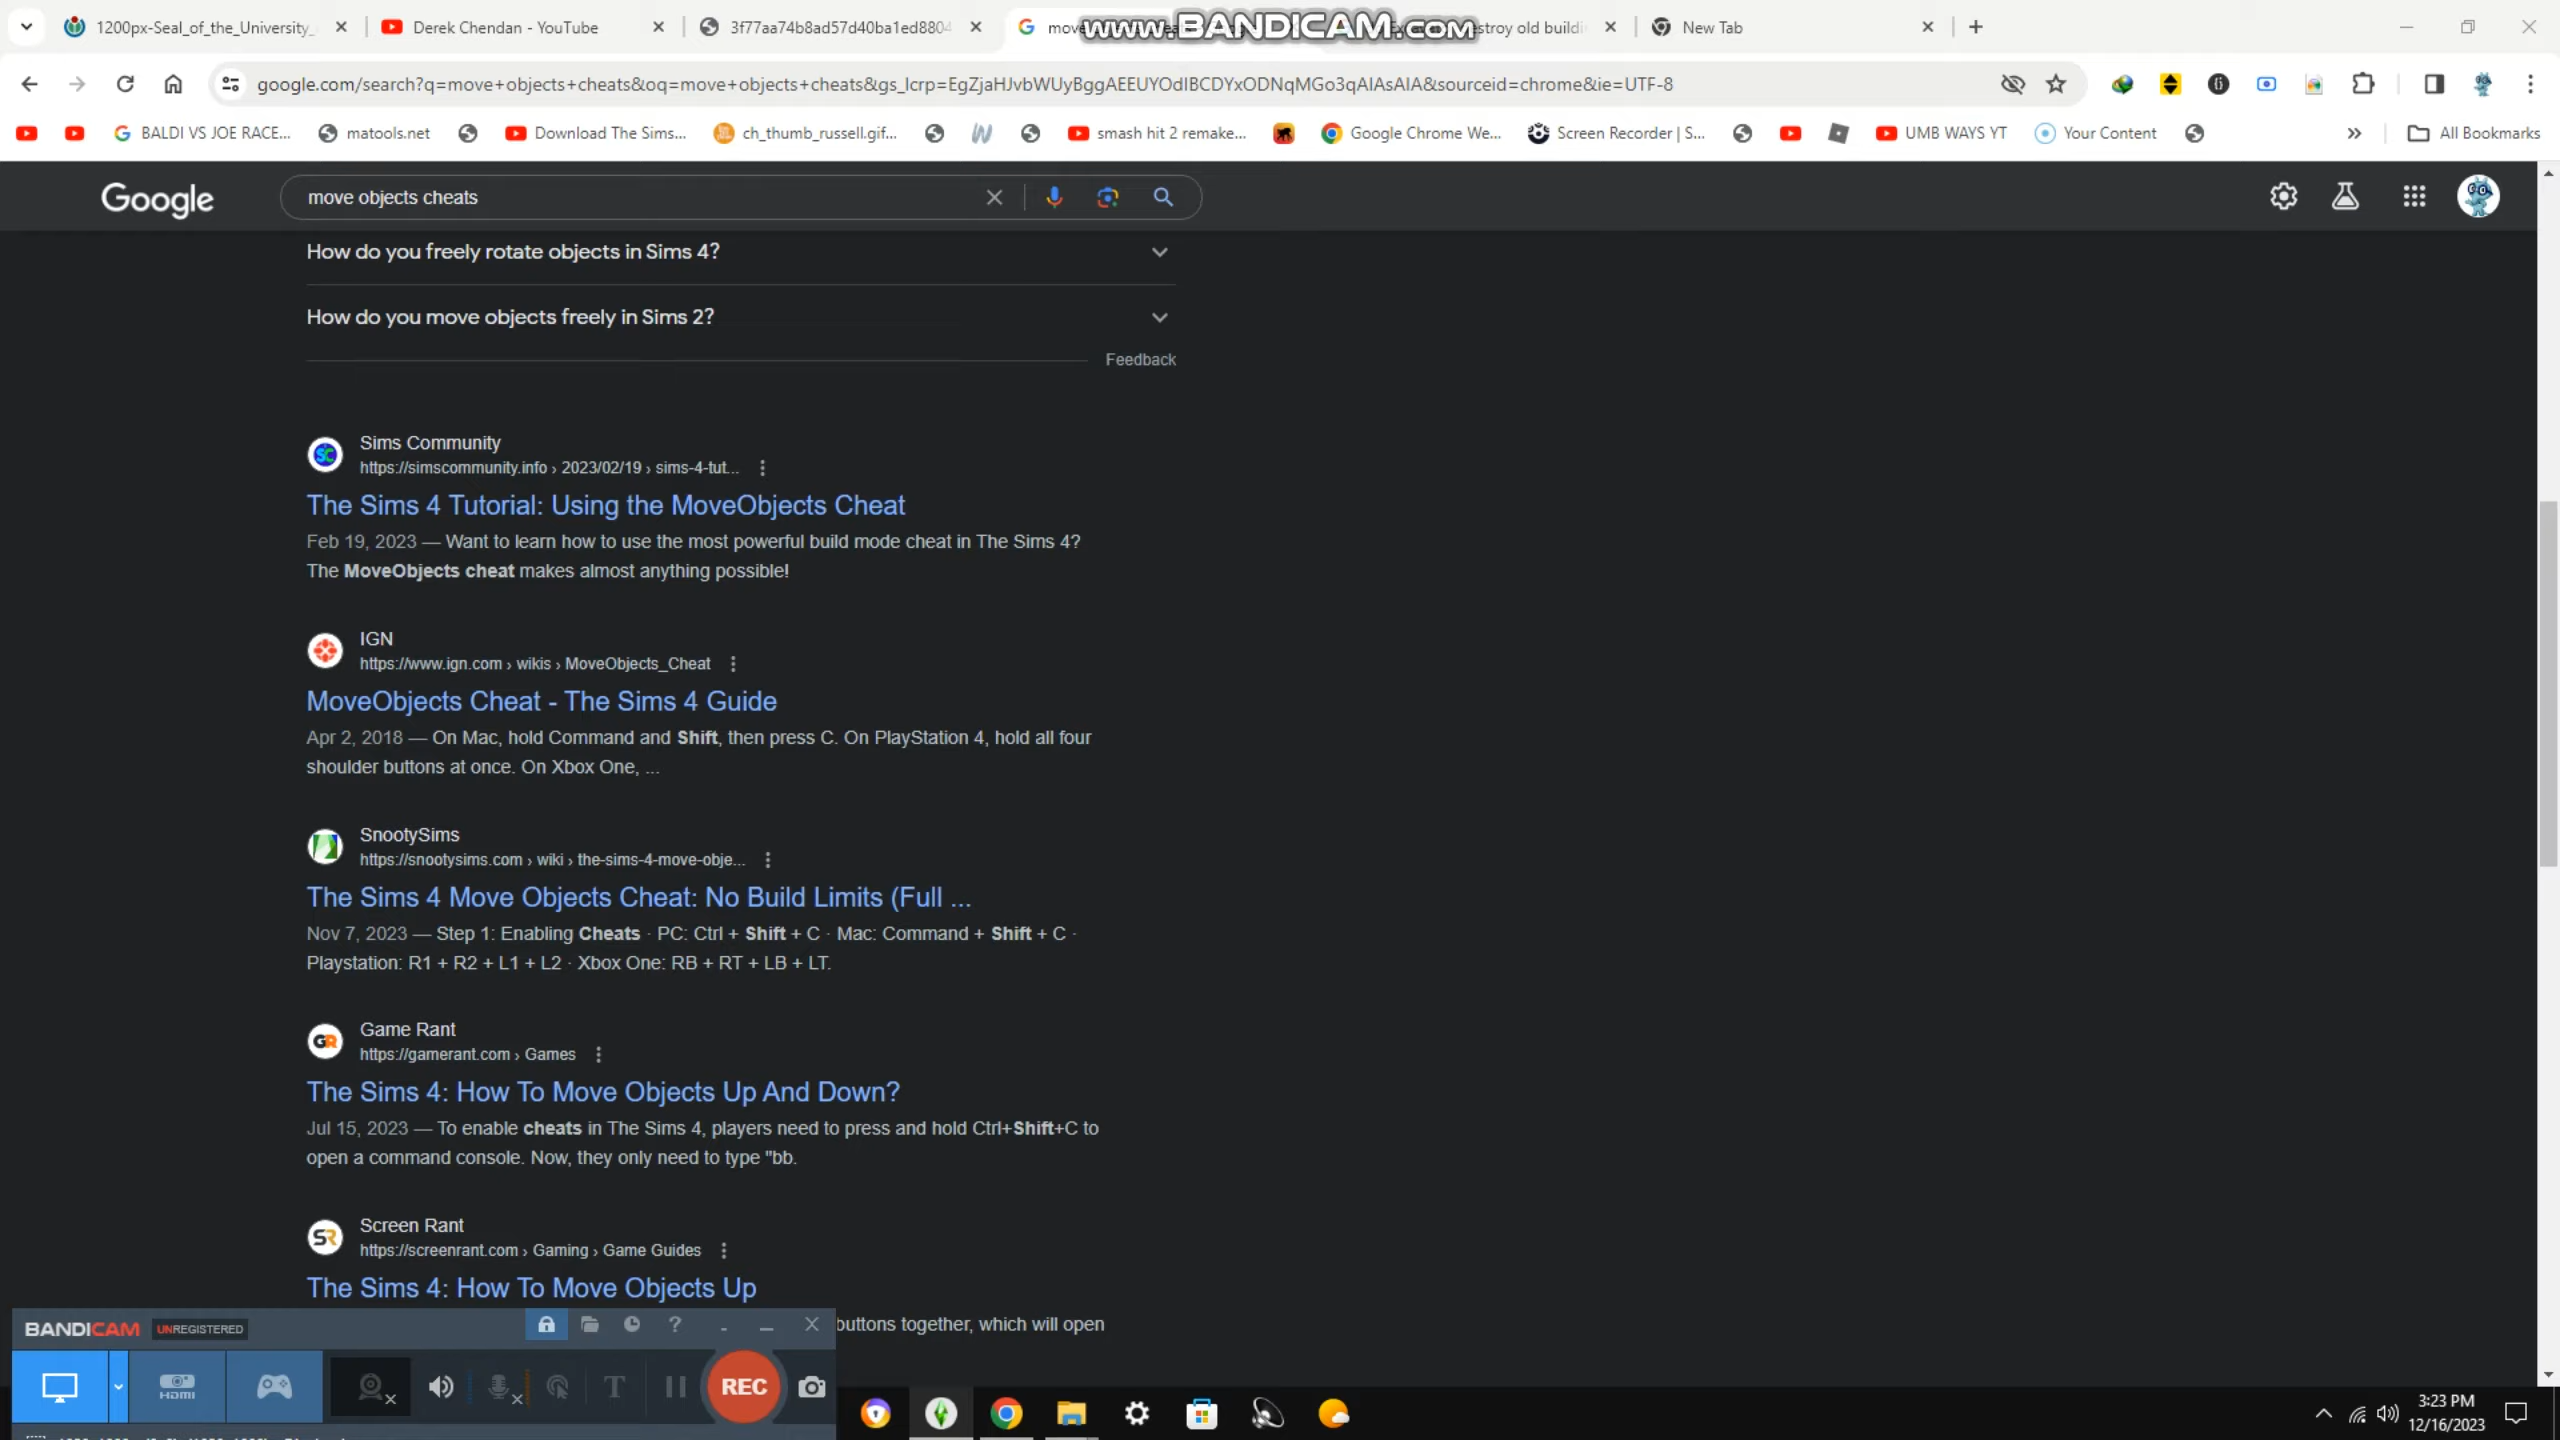 1200px-Seal_of_the_University_
Derek Chendan - YouTube
3f77aa74b8ad57d40ba1ed8804
www.BANDICAM.com
New Tab
google.com/search?q=move+objects+cheats&oq=move+objects+cheats&gs_lcrp=EgZjaHJvbWUyBggAEEUYOdIBCDYxODNqMGo3qAIAsAIA&sourceid=chrome&ie=UTF-8
BALDI VS JOE RACE...
matools.net
Download The Sims...
ch_thumb_russell.gif...
smash hit 2 remake...
Google Chrome We...
Screen Recorder | S...
UMB WAYS YT
Your Content
All Bookmarks
Google
move objects cheats
How do you freely rotate objects in Sims 4?
How do you move objects freely in Sims 2?
Feedback
Sims Community
https://simscommunity.info › 2023/02/19 › sims-4-tut...
The Sims 4 Tutorial: Using the MoveObjects Cheat
Feb 19, 2023 — Want to learn how to use the most powerful build mode cheat in The Sims 4?
The MoveObjects cheat makes almost anything possible!
IGN
https://www.ign.com › wikis › MoveObjects_Cheat
MoveObjects Cheat - The Sims 4 Guide
Apr 2, 2018 — On Mac, hold Command and Shift, then press C. On PlayStation 4, hold all four
shoulder buttons at once. On Xbox One, ...
SnootySims
https://snootysims.com › wiki › the-sims-4-move-obje...
The Sims 4 Move Objects Cheat: No Build Limits (Full ...
Nov 7, 2023 — Step 1: Enabling Cheats · PC: Ctrl + Shift + C · Mac: Command + Shift + C ·
Playstation: R1 + R2 + L1 + L2 · Xbox One: RB + RT + LB + LT.
Game Rant
https://gamerant.com › Games
The Sims 4: How To Move Objects Up And Down?
Jul 15, 2023 — To enable cheats in The Sims 4, players need to press and hold Ctrl+Shift+C to
open a command console. Now, they only need to type "bb.
Screen Rant
https://screenrant.com › Gaming › Game Guides
The Sims 4: How To Move Objects Up
buttons together, which will open
BANDICAM UNREGISTERED
HDMI
REC
3:23 PM
12/16/2023